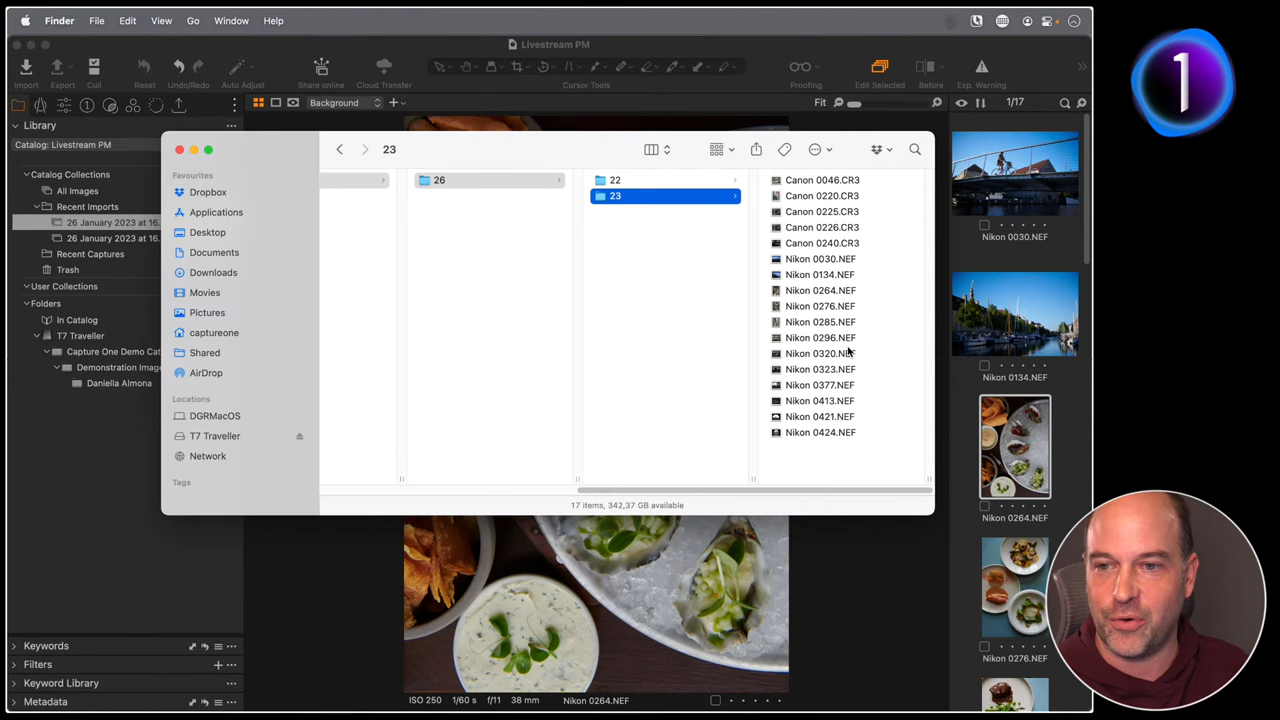 Finder File Edit View Go Window Help
Livestream PM
Import Export Cull Reset Undo/Redo Auto Adjust Share online Cloud Transfer Cursor Tools Proofing Edit Selected Before Exp. Warning
Background Fit 1/17
Library
Catalog: Livestream PM
Catalog Collections
All Images
Recent Imports
26 January 2023 at 16.
26 January 2023 at 16.
Recent Captures
Trash
User Collections
Folders
In Catalog
T7 Traveller
Capture One Demo Cat
Demonstration Image
Daniella Almona
Keywords
Filters
Keyword Library
Metadata
23
Favourites
Dropbox
Applications
Desktop
Documents
Downloads
Movies
Pictures
captureone
Shared
AirDrop
Locations
DGRMacOS
T7 Traveller
Network
Tags
26
22
23
Canon 0046.CR3
Canon 0220.CR3
Canon 0225.CR3
Canon 0226.CR3
Canon 0240.CR3
Nikon 0030.NEF
Nikon 0134.NEF
Nikon 0264.NEF
Nikon 0276.NEF
Nikon 0285.NEF
Nikon 0296.NEF
Nikon 0320.NEF
Nikon 0323.NEF
Nikon 0377.NEF
Nikon 0413.NEF
Nikon 0421.NEF
Nikon 0424.NEF
17 items, 342,37 GB available
ISO 250 1/60 s f/11 38 mm Nikon 0264.NEF
Nikon 0030.NEF
Nikon 0134.NEF
Nikon 0264.NEF
Nikon 0276.NEF
1